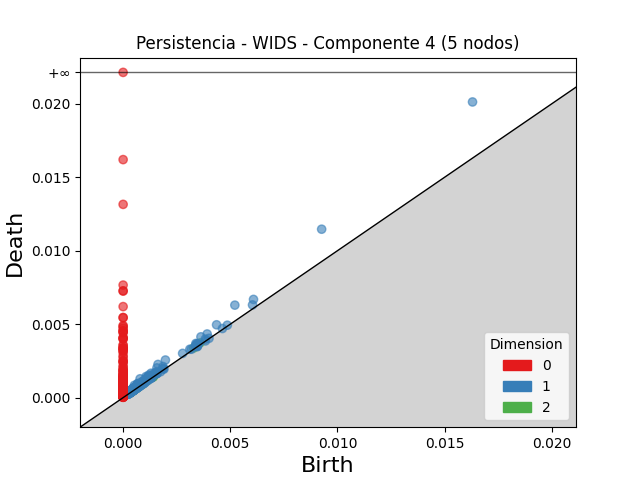 Persistencia - WIDS - Componente 4 (5 nodos)
+∞
0.020
0.015
0.010
0.005
0.000
Death
Dimension
0
1
2
0.000 0.005 0.010 0.015 0.020
Birth